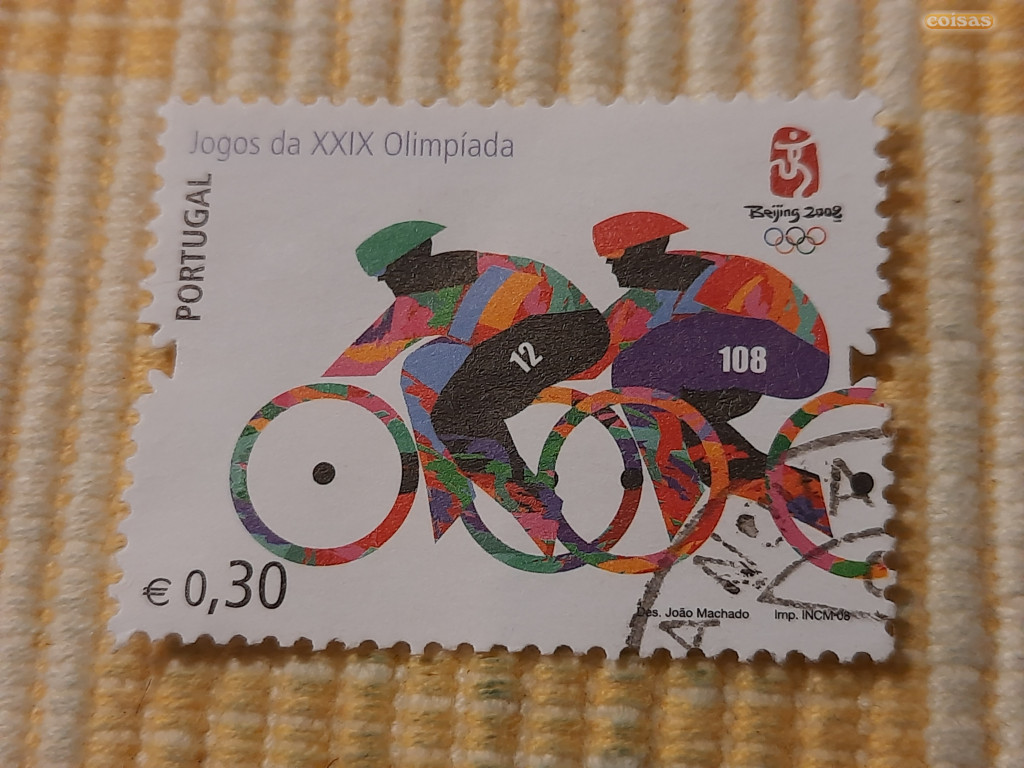 coisas
Jogos da XXIX Olimpíada
PORTUGAL
Beijing 2008
12
108
€ 0,30
Des. João Machado
Imp. INCM-08